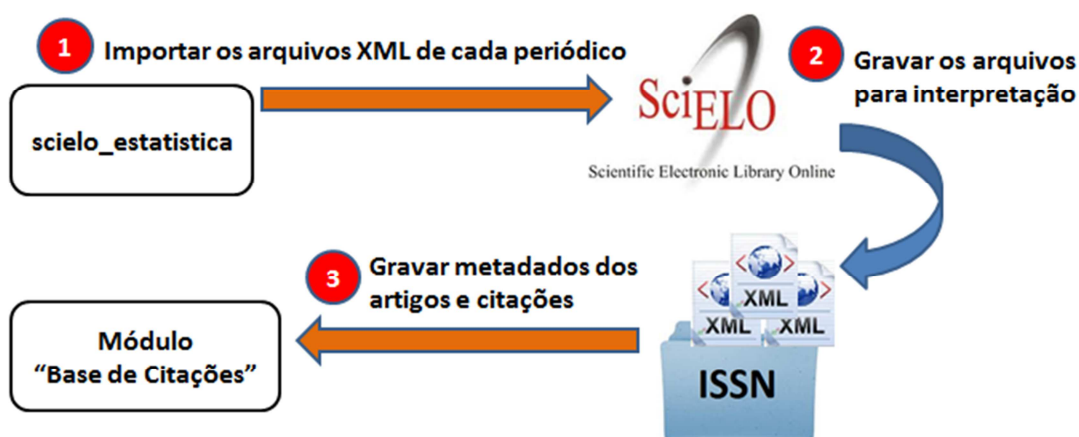 1
Importar os arquivos XML de cada periódico
scielo_estatistica
SciELO
Scientific Electronic Library Online
2
Gravar os arquivos
para interpretação
3
Gravar metadados dos
artigos e citações
Módulo
“Base de Citações”
XML
XML
XML
ISSN